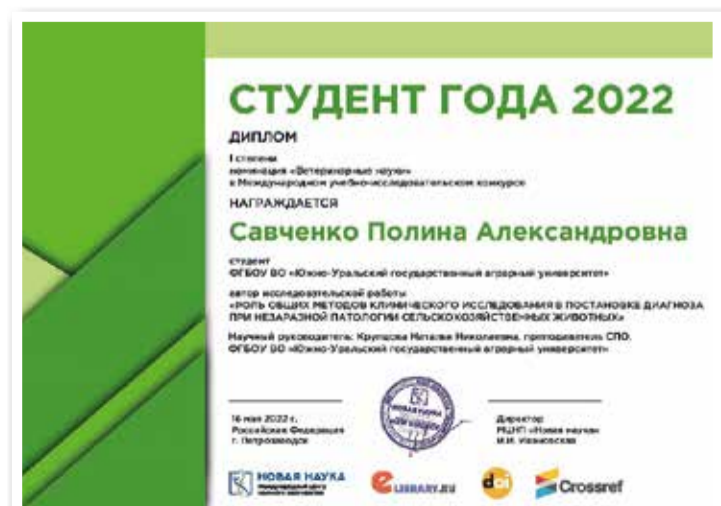 СТУДЕНТ ГОДА 2022
ДИПЛОМ
I степени
номинация «Ветеринарные науки»
в Международном учебно-исследовательском конкурсе
НАГРАЖДАЕТСЯ
Савченко Полина Александровна
студент
ФГБОУ ВО «Южно-Уральский государственный аграрный университет»
автор исследовательской работы
«РОЛЬ ОБЩИХ МЕТОДОВ КЛИНИЧЕСКОГО ИССЛЕДОВАНИЯ В ПОСТАНОВКЕ ДИАГНОЗА
ПРИ НЕЗАРАЗНОЙ ПАТОЛОГИИ СЕЛЬСКОХОЗЯЙСТВЕННЫХ ЖИВОТНЫХ»
Научный руководитель: Наталья Николаевна, преподаватель СПО,
ФГБОУ ВО «Южно-Уральский государственный аграрный университет»
16 мая 2022 г.
Российская Федерация
г. Петрозаводск
НОВАЯ НАУКА
Директор
МЦНП «Новая наука»
И.И. Ивановская
НОВАЯ НАУКА
eLIBRARY.RU
doi
Crossref